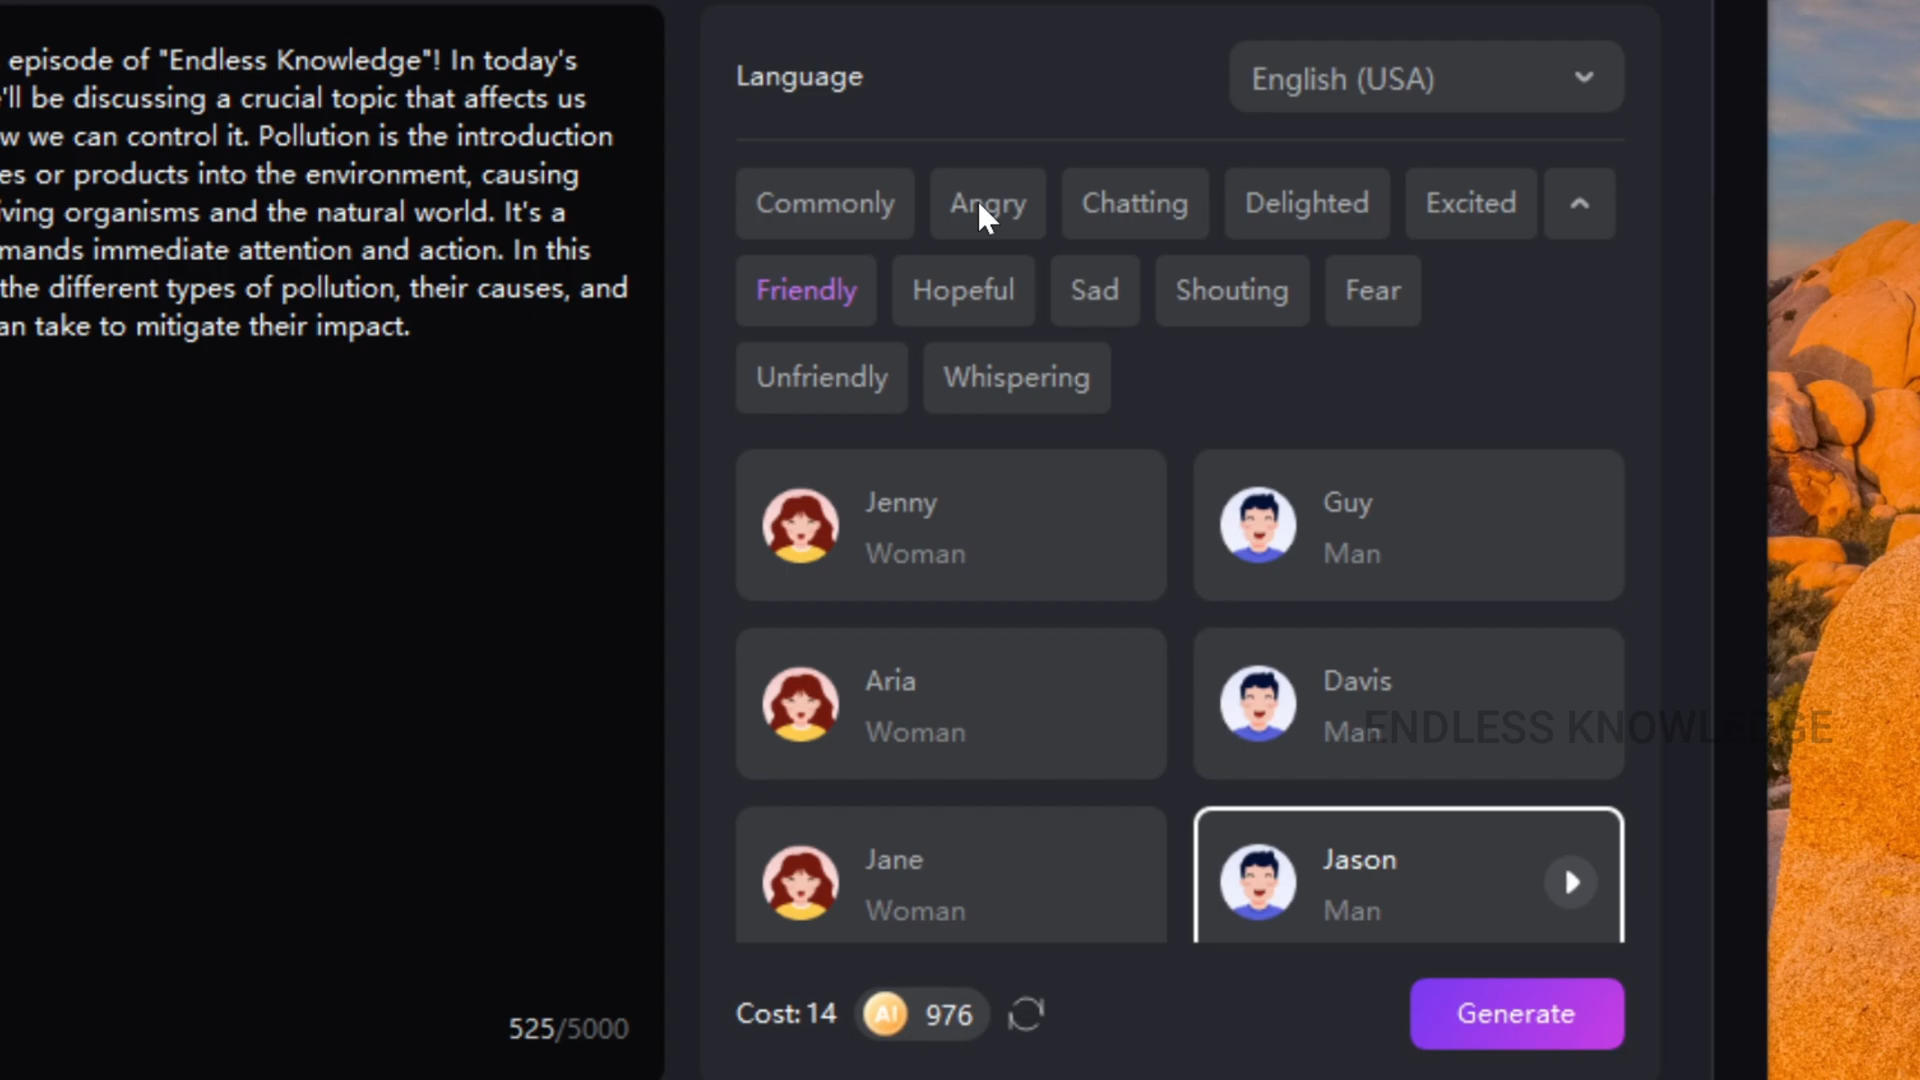 episode of "Endless Knowledge"! In today's
'll be discussing a crucial topic that affects us
w we can control it. Pollution is the introduction
es or products into the environment, causing
iving organisms and the natural world. It's a
mands immediate attention and action. In this
the different types of pollution, their causes, and
an take to mitigate their impact.
525/5000
Language
English (USA)
Commonly
Angry
Chatting
Delighted
Excited
Friendly
Hopeful
Sad
Shouting
Fear
Unfriendly
Whispering
Jenny
Woman
Guy
Man
Aria
Woman
Davis
Man
ENDLESS KNOWLEDGE
Jane
Woman
Jason
Man
Cost: 14
AI
976
Generate